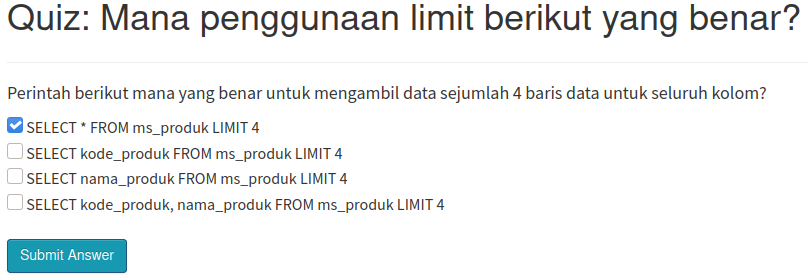 Quiz: Mana penggunaan limit berikut yang benar?
Perintah berikut mana yang benar untuk mengambil data sejumlah 4 baris data untuk seluruh kolom?
SELECT * FROM ms_produk LIMIT 4
SELECT kode_produk FROM ms_produk LIMIT 4
SELECT nama_produk FROM ms_produk LIMIT 4
SELECT kode_produk, nama_produk FROM ms_produk LIMIT 4
Submit Answer